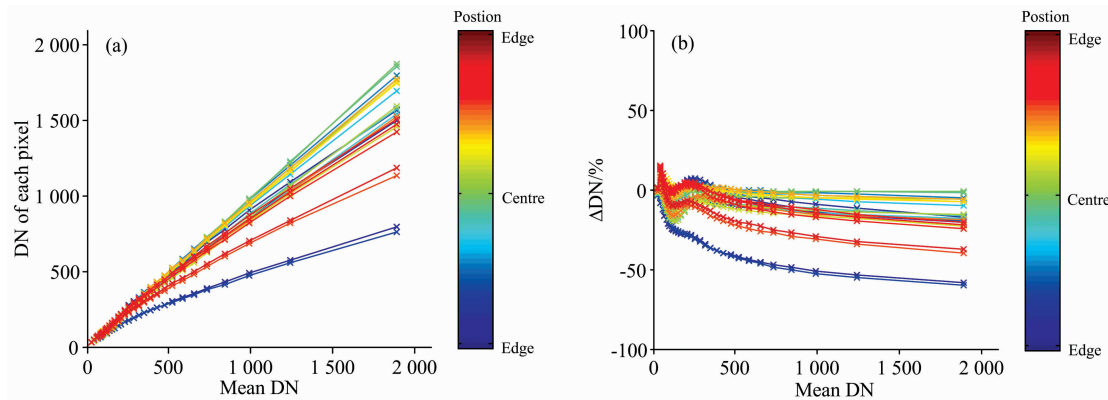 Postion
(a)
2 000
1 500
1 000
500
0
DN of each pixel
0
500
1 000
1 500
2 000
Mean DN
Edge
Centre
Edge
Postion
(b)
100
50
0
-50
-100
ΔDN/%
0
500
1 000
1 500
2 000
Mean DN
Edge
Centre
Edge